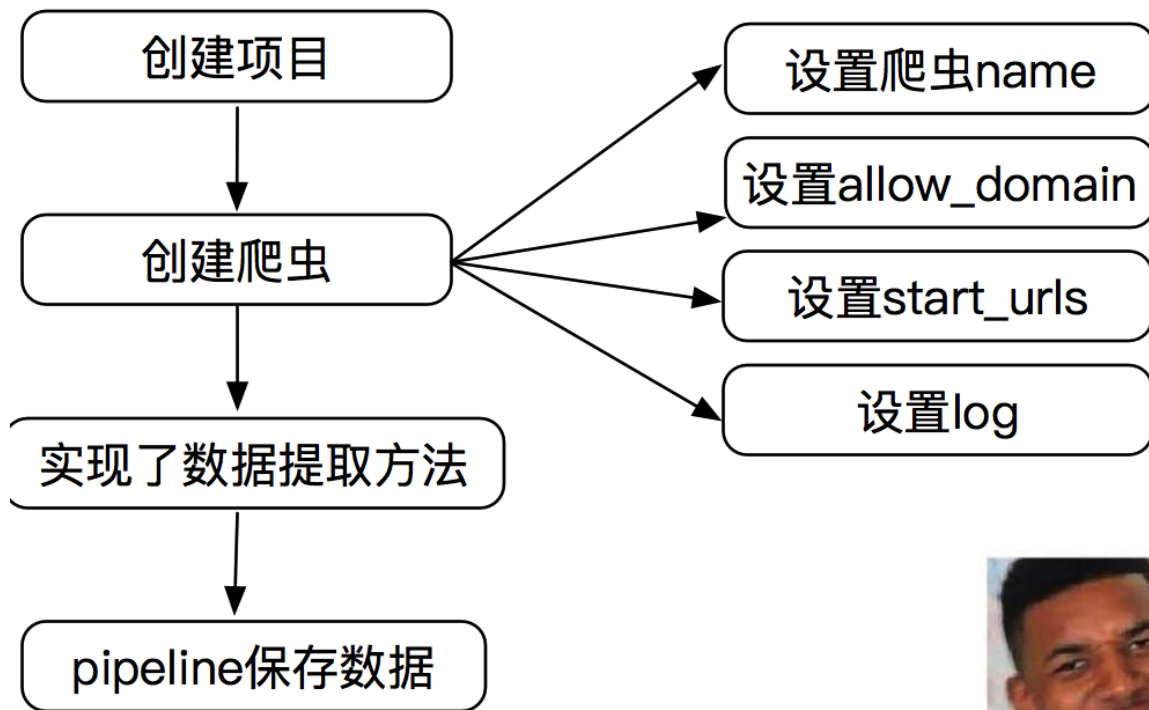 创建项目
设置爬虫name
设置allow_domain
创建爬虫
设置start_urls
设置log
实现了数据提取方法
pipeline保存数据